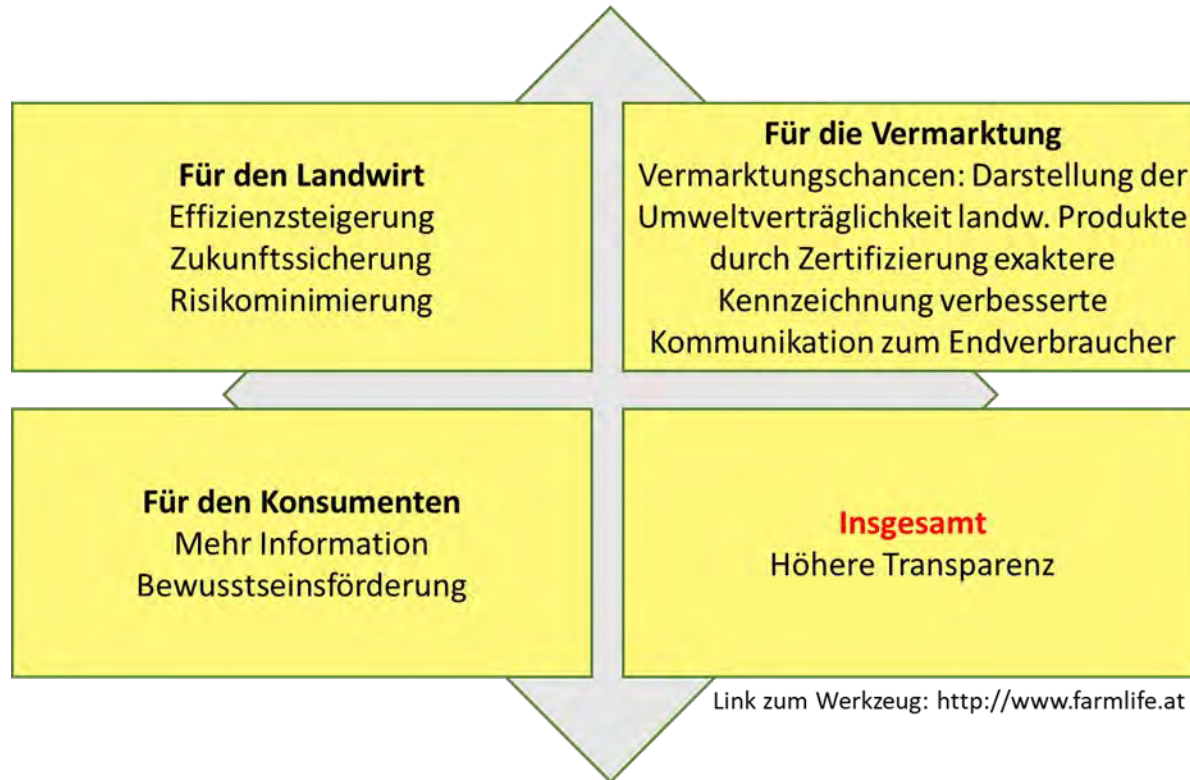 Für den Landwirt
Effizienzsteigerung
Zukunftssicherung
Risikominimierung
Für die Vermarktung
Vermarktungschancen: Darstellung der
Umweltverträglichkeit landw. Produkte
durch Zertifizierung exaktere
Kennzeichnung verbesserte
Kommunikation zum Endverbraucher
Für den Konsumenten
Mehr Information
Bewusstseinsförderung
Insgesamt
Höhere Transparenz
Link zum Werkzeug: http://www.farmlife.at